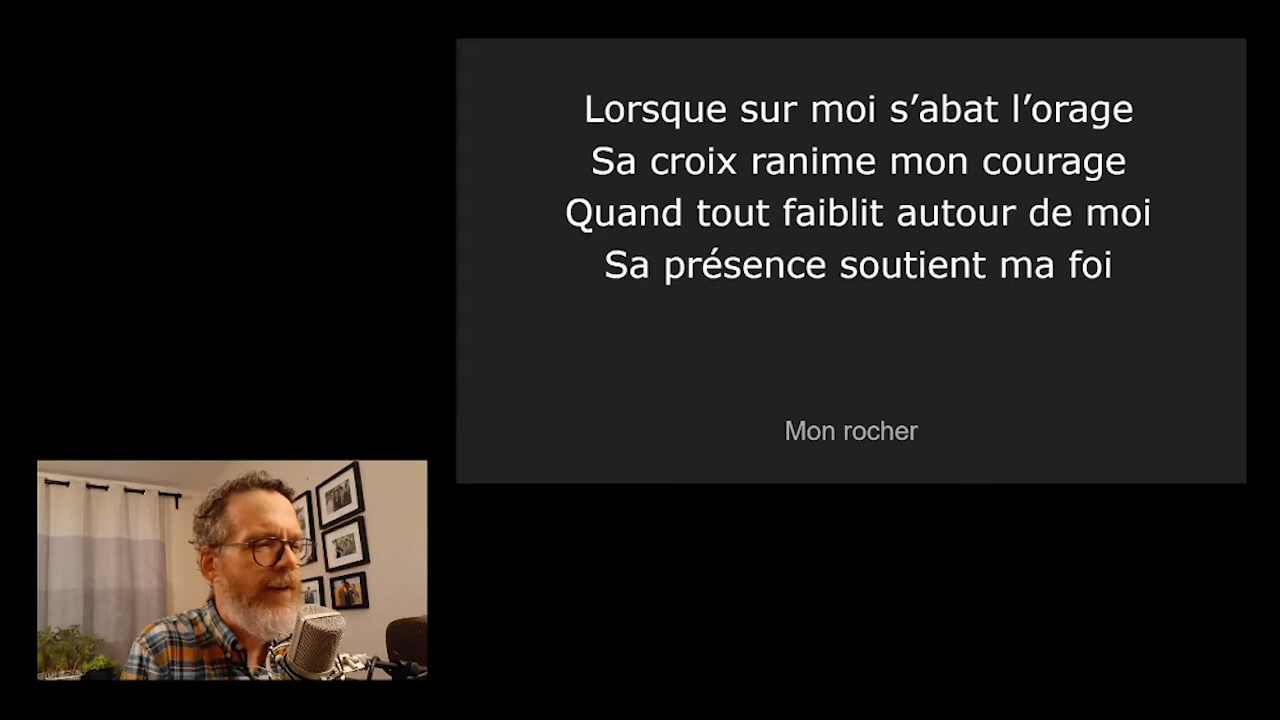 Lorsque sur moi s’abat l’orage
Sa croix ranime mon courage
Quand tout faiblit autour de moi
Sa présence soutient ma foi
Mon rocher